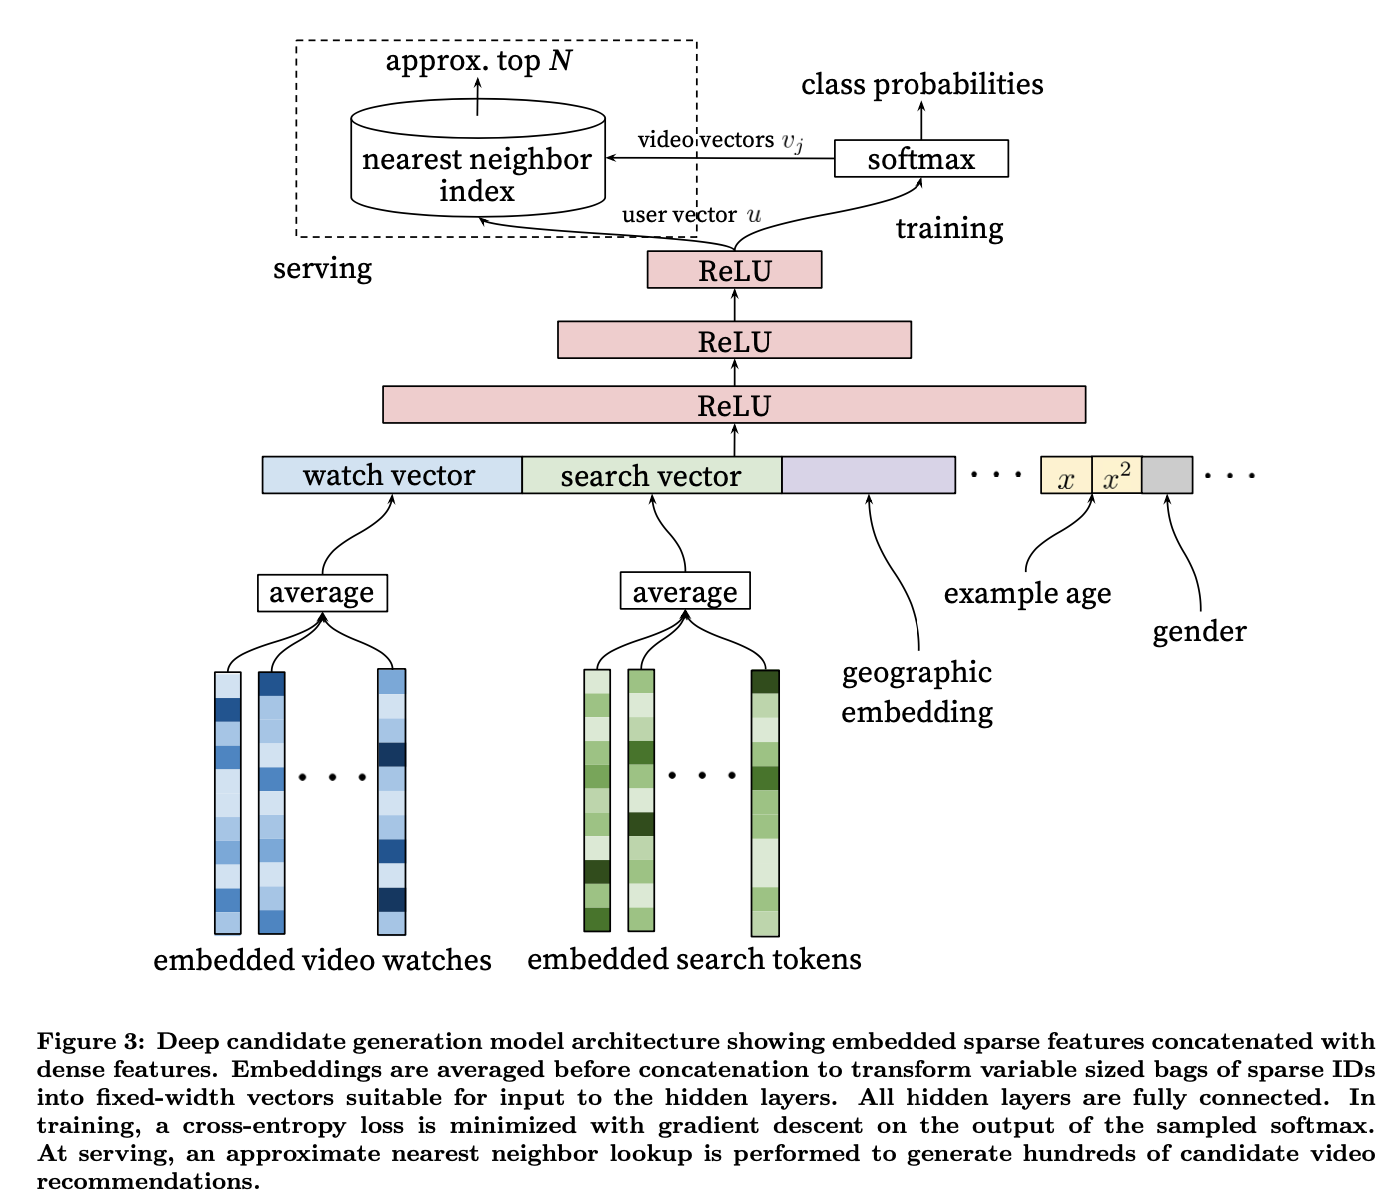 approx. top N
class probabilities
nearest neighbor
index
video vectors v_j
softmax
user vector u
training
serving
ReLU
ReLU
ReLU
watch vector
search vector
. . .
x
x²
. . .
average
average
example age
gender
geographic
embedding
. . .
. . .
embedded video watches
embedded search tokens
Figure 3: Deep candidate generation model architecture showing embedded sparse features concatenated with
dense features. Embeddings are averaged before concatenation to transform variable sized bags of sparse IDs
into fixed-width vectors suitable for input to the hidden layers. All hidden layers are fully connected. In
training, a cross-entropy loss is minimized with gradient descent on the output of the sampled softmax.
At serving, an approximate nearest neighbor lookup is performed to generate hundreds of candidate video
recommendations.